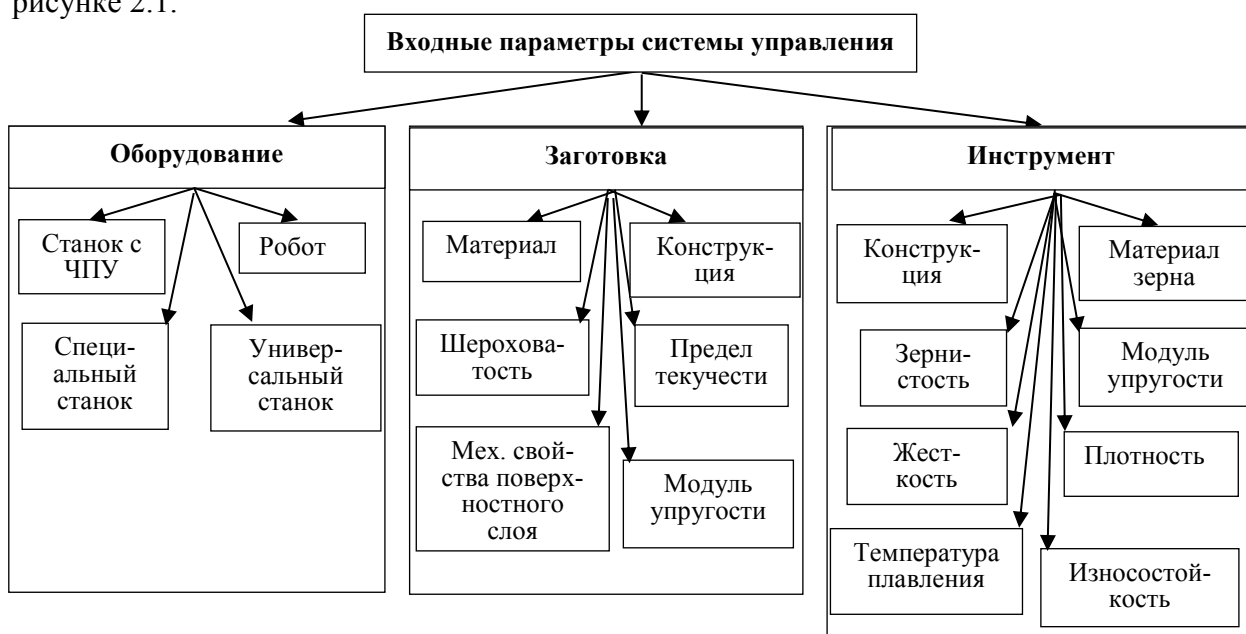 рисунке 2.1.
Входные параметры системы управления
Оборудование
Станок с
ЧПУ
Робот
Специ-
альный
станок
Универ-
сальный
станок
Заготовка
Материал
Конструк-
ция
Шерохова-
тость
Предел
текучести
Мех. свой-
ства поверх-
ностного
слоя
Модуль
упругости
Инструмент
Конструк-
ция
Материал
зерна
Зерни-
стость
Модуль
упругости
Жест-
кость
Плотность
Температура
плавления
Износостой-
кость